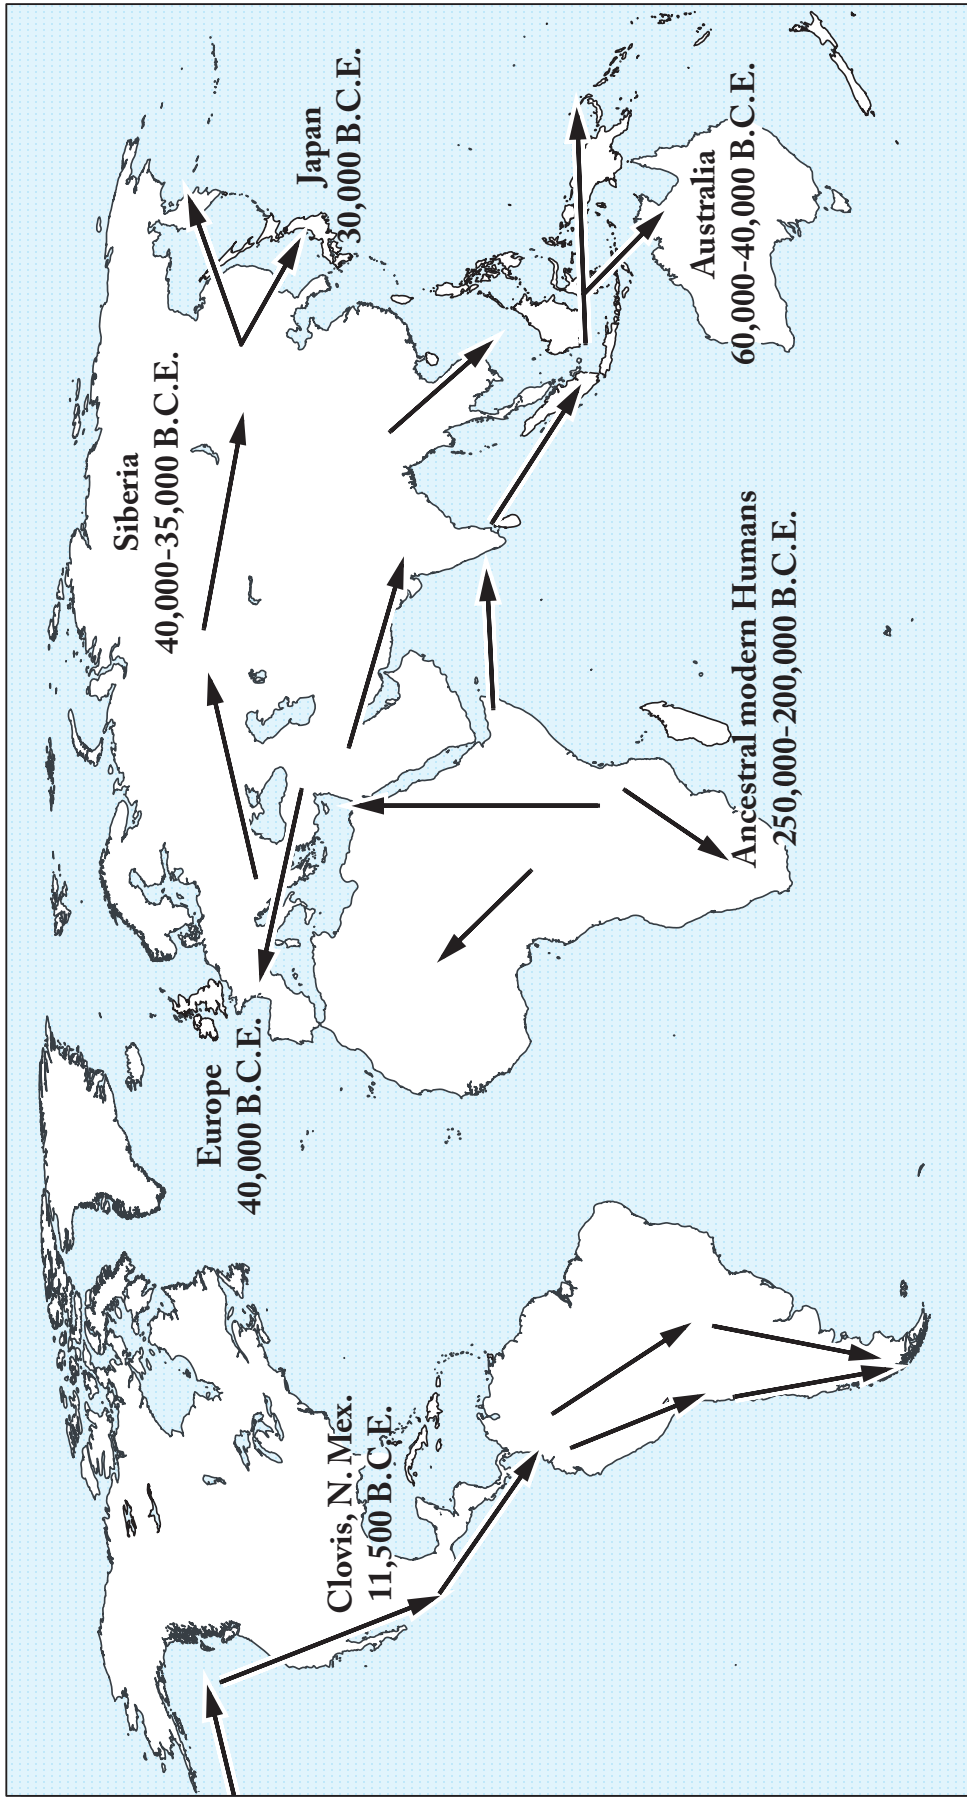 Siberia
40,000-35,000 B.C.E.
Japan
30,000 B.C.E.
Europe
40,000 B.C.E.
Clovis, N. Mex.
11,500 B.C.E.
Australia
60,000-40,000 B.C.E.
Ancestral modern Humans
250,000-200,000 B.C.E.